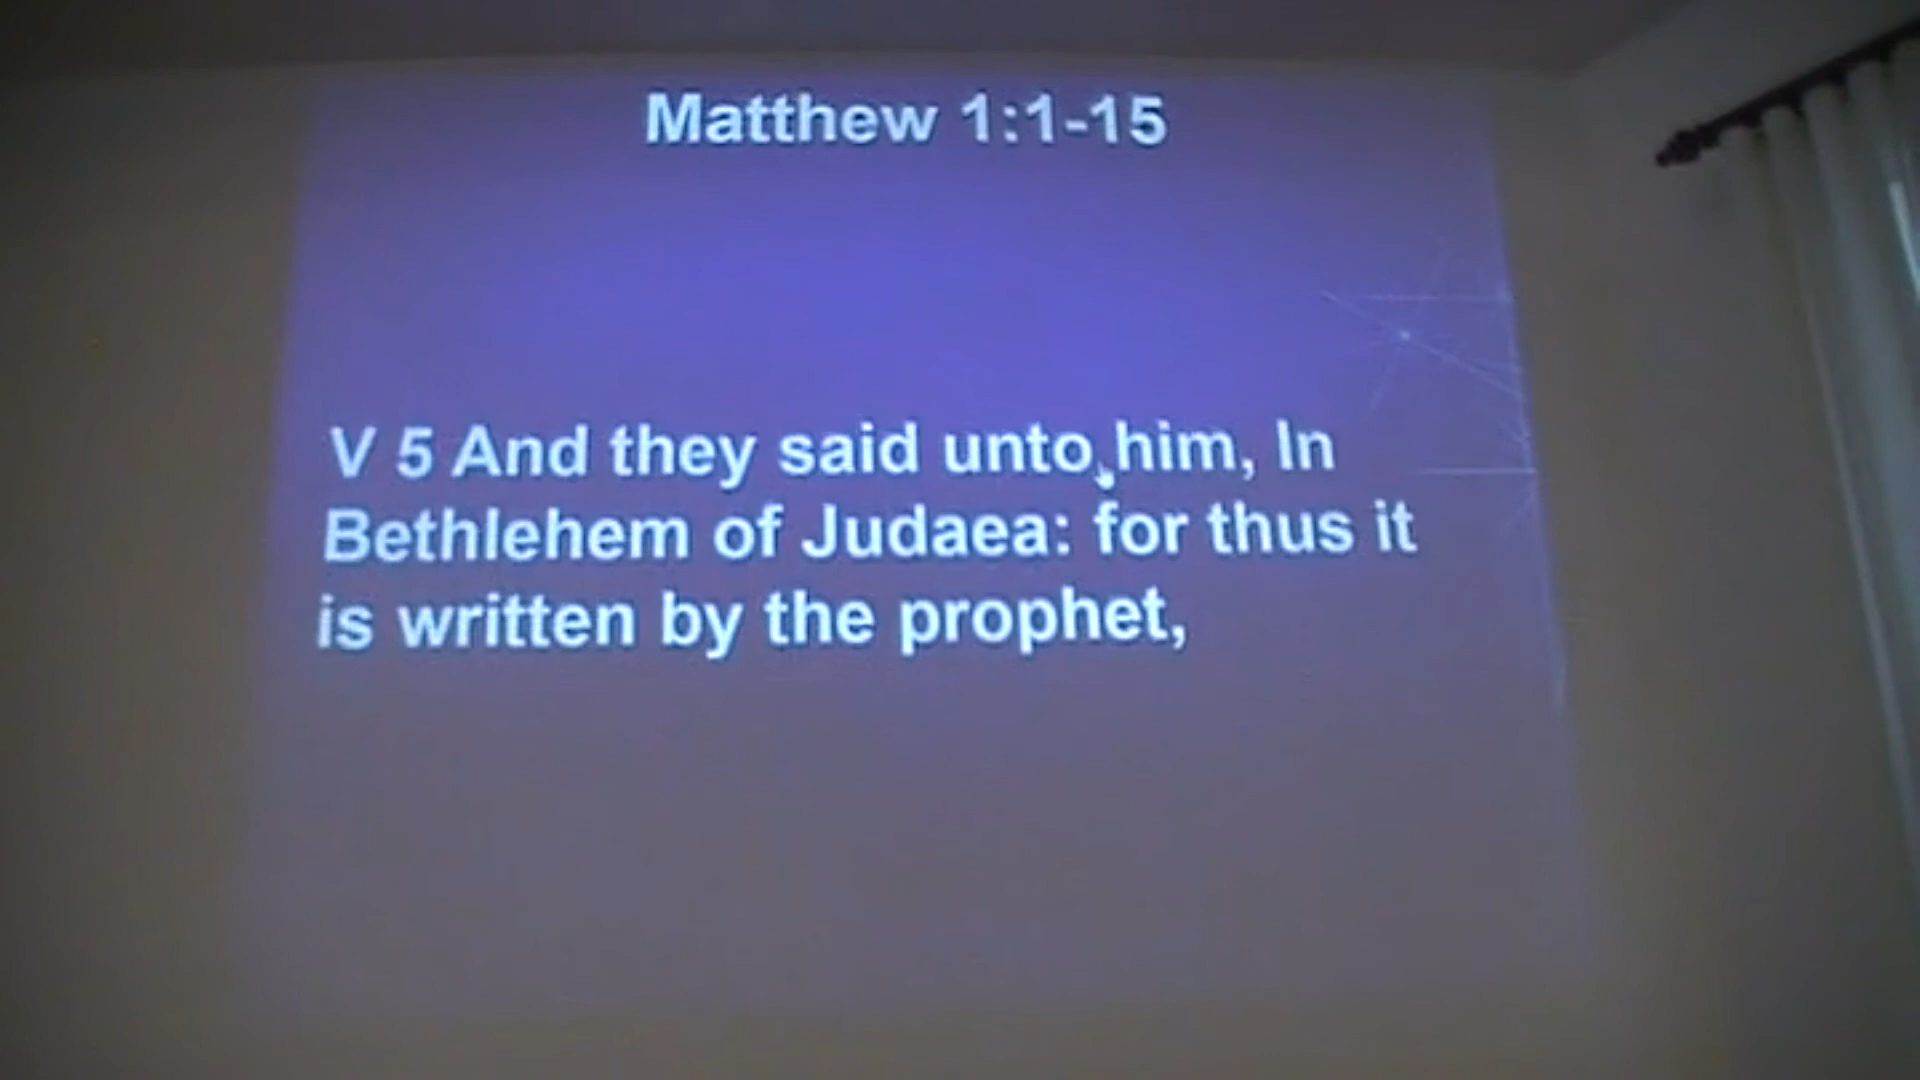 Matthew 1:1-15
V 5 And they said unto him, In
Bethlehem of Judaea: for thus it
is written by the prophet,